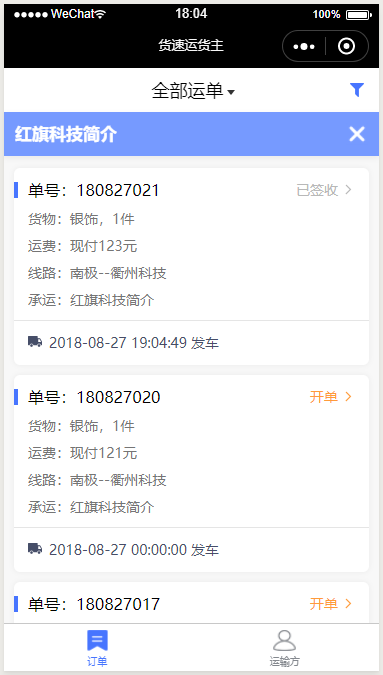 WeChat 18:04 100%
货速运货主
全部运单
红旗科技简介
单号：180827021 已签收
货物：银饰，1件
运费：现付123元
线路：南极--衢州科技
承运：红旗科技简介
2018-08-27 19:04:49 发车
单号：180827020 开单
货物：银饰，1件
运费：现付121元
线路：南极--衢州科技
承运：红旗科技简介
2018-08-27 00:00:00 发车
单号：180827017 开单
订单 运输方